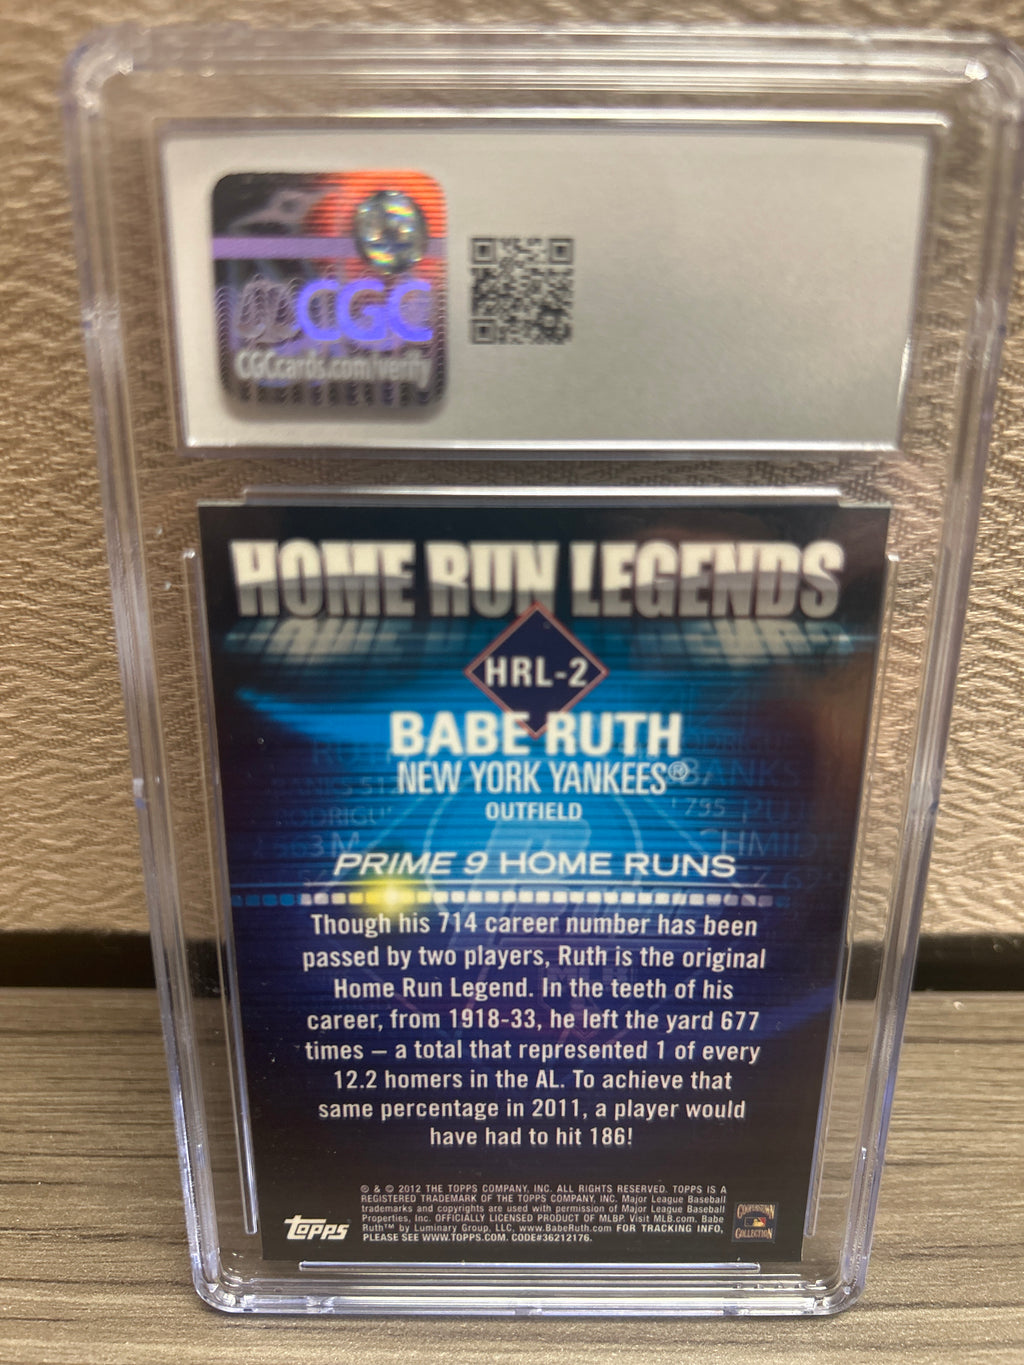 CGC
CGCcards.com/verify
HOME RUN LEGENDS
HRL-2
BABE RUTH
NEW YORK YANKEES®
OUTFIELD
PRIME 9 HOME RUNS
Though his 714 career number has been
passed by two players, Ruth is the original
Home Run Legend. In the teeth of his
career, from 1918-33, he left the yard 677
times – a total that represented 1 of every
12.2 homers in the AL. To achieve that
same percentage in 2011, a player would
have had to hit 186!
® & © 2012 THE TOPPS COMPANY, INC. ALL RIGHTS RESERVED. TOPPS IS A
REGISTERED TRADEMARK OF THE TOPPS COMPANY, INC. Major League Baseball
trademarks and copyrights are used with permission of Major League Baseball
Properties, Inc. OFFICIALLY LICENSED PRODUCT OF MLBP. Visit MLB.com. Babe
Ruth™ by Luminary Group, LLC, www.BabeRuth.com FOR TRACKING INFO,
PLEASE SEE WWW.TOPPS.COM. CODE#36212176.
TOPPS
COOPERSTOWN
COLLECTION